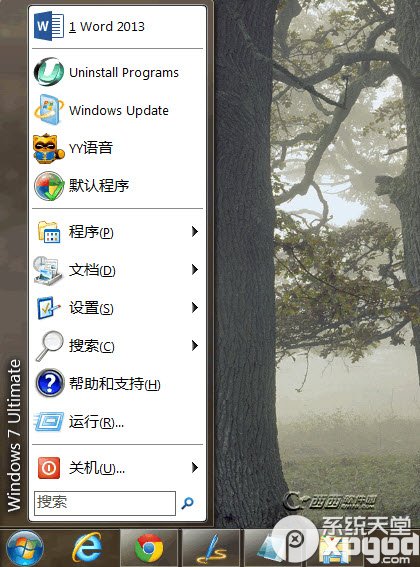 1 Word 2013
Uninstall Programs
Windows Update
YY语音
默认程序
程序(P)
文档(D)
设置(S)
搜索(C)
帮助和支持(H)
运行(R)...
关机(U)...
搜索
Windows 7 Ultimate
西西软件园
系统天堂
xpgod.com